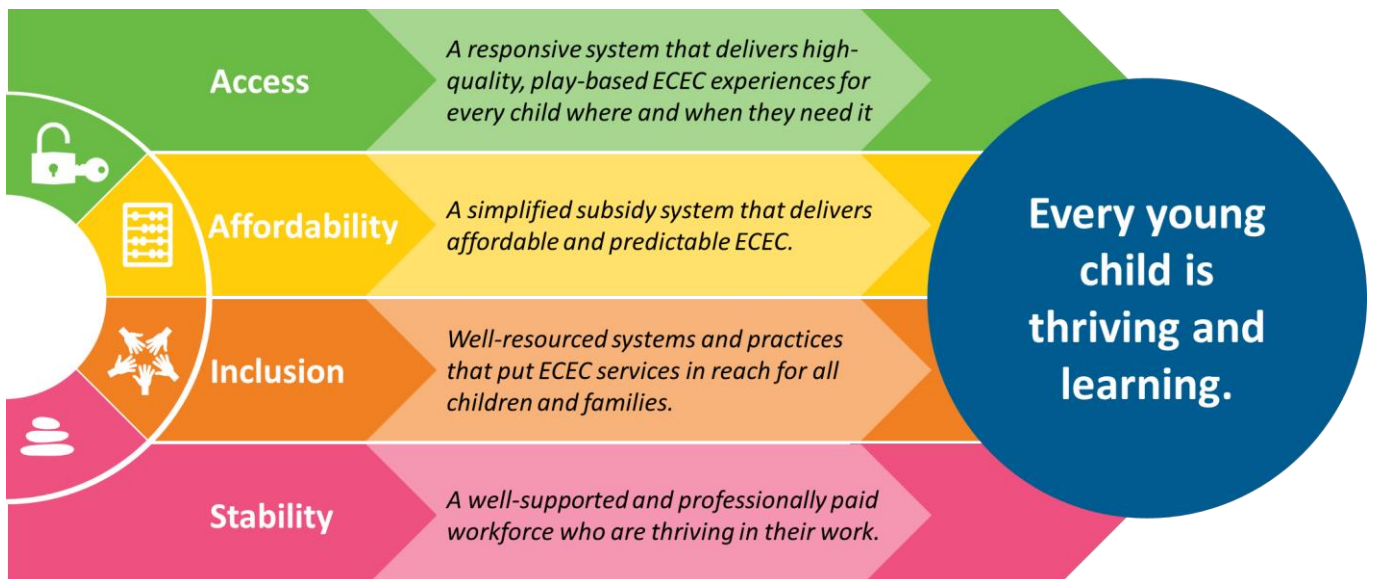 Access
A responsive system that delivers high-
quality, play-based ECEC experiences for
every child where and when they need it
Affordability
A simplified subsidy system that delivers
affordable and predictable ECEC.
Inclusion
Well-resourced systems and practices
that put ECEC services in reach for all
children and families.
Stability
A well-supported and professionally paid
workforce who are thriving in their work.
Every young
child is
thriving and
learning.